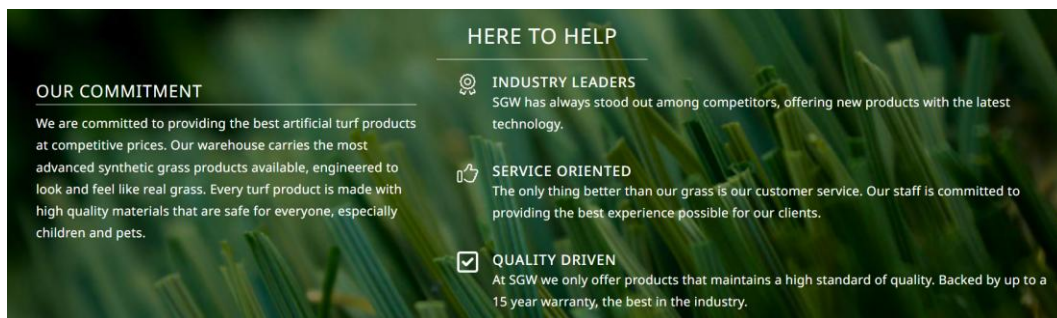 HERE TO HELP
OUR COMMITMENT
We are committed to providing the best artificial turf products
at competitive prices. Our warehouse carries the most
advanced synthetic grass products available, engineered to
look and feel like real grass. Every turf product is made with
high quality materials that are safe for everyone, especially
children and pets.
INDUSTRY LEADERS
SGW has always stood out among competitors, offering new products with the latest
technology.
SERVICE ORIENTED
The only thing better than our grass is our customer service. Our staff is committed to
providing the best experience possible for our clients.
QUALITY DRIVEN
At SGW we only offer products that maintains a high standard of quality. Backed by up to a
15 year warranty, the best in the industry.